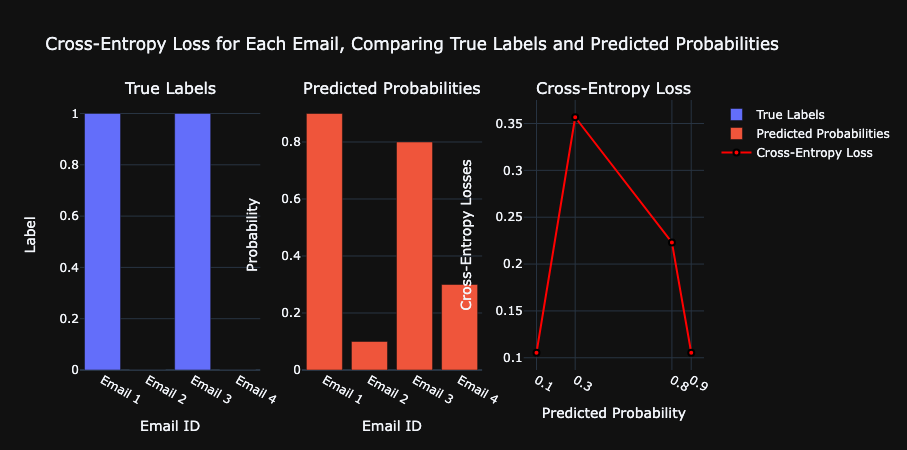 Cross-Entropy Loss for Each Email, Comparing True Labels and Predicted Probabilities
True Labels
Label
1
0.8
0.6
0.4
0.2
0
Email 1
Email 2
Email 3
Email 4
Email ID
Predicted Probabilities
Probability
0.8
0.6
0.4
0.2
0
Email 1
Email 2
Email 3
Email 4
Email ID
Cross-Entropy Loss
Cross-Entropy Losses
0.35
0.3
0.25
0.2
0.15
0.1
0.1
0.3
0.8
0.9
Predicted Probability
True Labels
Predicted Probabilities
Cross-Entropy Loss